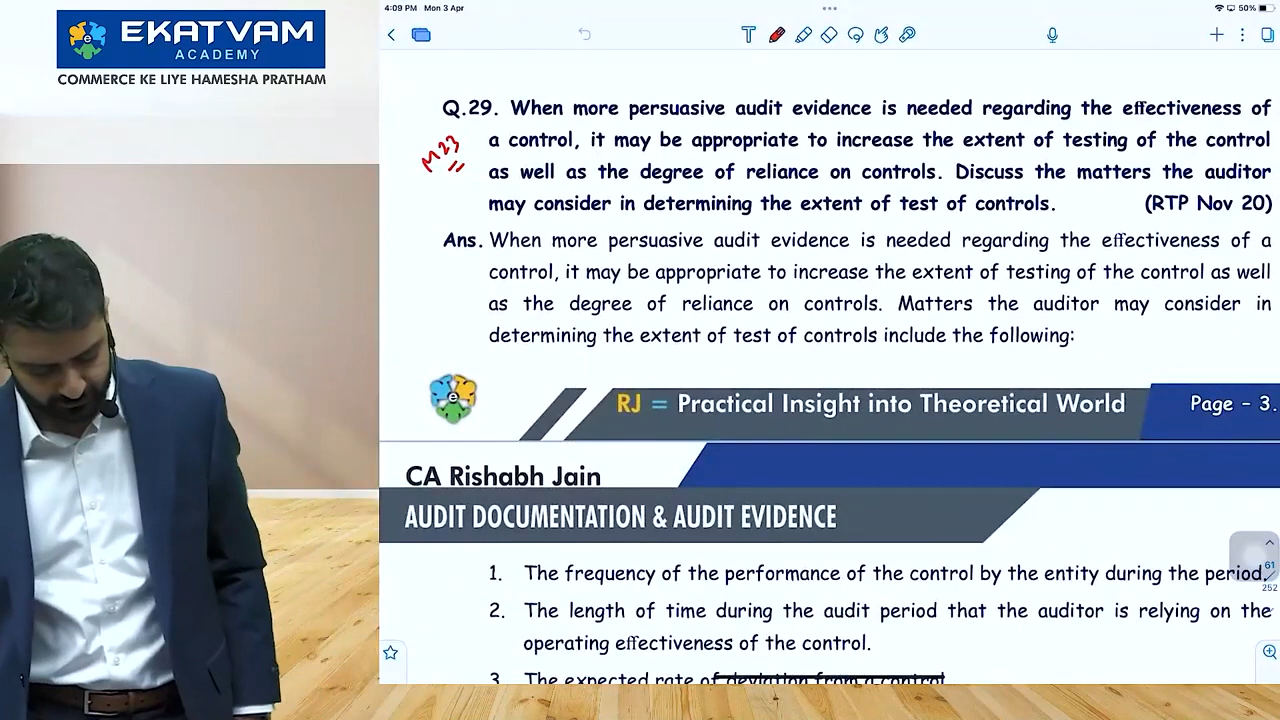 EKATVAM
ACADEMY
COMMERCE KE LIYE HAMESHA PRATHAM
4:09 PM Mon 3 Apr
50%
Q.29. When more persuasive audit evidence is needed regarding the effectiveness of
a control, it may be appropriate to increase the extent of testing of the control
as well as the degree of reliance on controls. Discuss the matters the auditor
may consider in determining the extent of test of controls. (RTP Nov 20)
M23
Ans. When more persuasive audit evidence is needed regarding the effectiveness of a
control, it may be appropriate to increase the extent of testing of the control as well
as the degree of reliance on controls. Matters the auditor may consider in
determining the extent of test of controls include the following:
RJ = Practical Insight into Theoretical World
Page - 3.
CA Rishabh Jain
AUDIT DOCUMENTATION & AUDIT EVIDENCE
1. The frequency of the performance of the control by the entity during the period.
2. The length of time during the audit period that the auditor is relying on the
operating effectiveness of the control.
3 The expected rate of deviation from a control
61
252